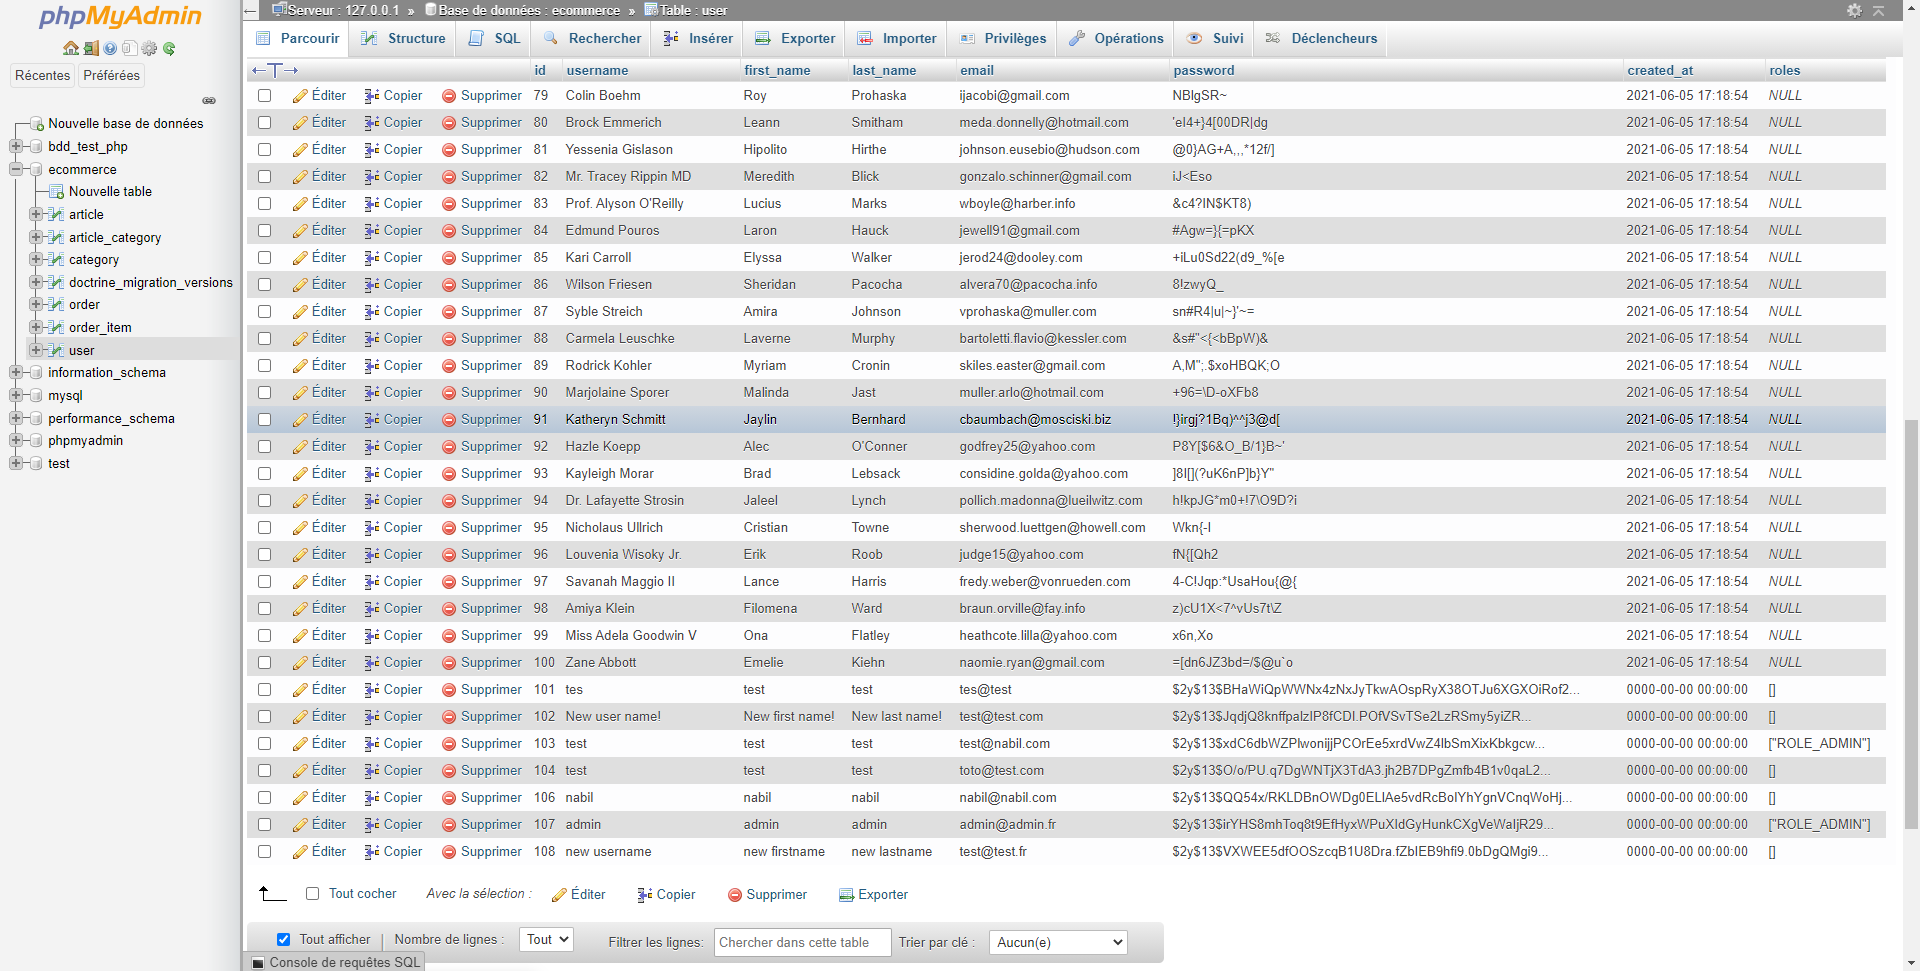 phpMyAdmin
Récentes Préférées
Nouvelle base de données
bdd_test_php
ecommerce
Nouvelle table
article
article_category
category
doctrine_migration_versions
order
order_item
user
information_schema
mysql
performance_schema
phpmyadmin
test
Serveur : 127.0.0.1 » Base de données : ecommerce » Table : user
Parcourir Structure SQL Rechercher Insérer Exporter Importer Privilèges Opérations Suivi Déclencheurs
id username first_name last_name email password created_at roles
Éditer Copier Supprimer 79 Colin Boehm Roy Prohaska ijacobi@gmail.com NBlgSR~ 2021-06-05 17:18:54 NULL
Éditer Copier Supprimer 80 Brock Emmerich Leann Smitham meda.donnelly@hotmail.com 'eI4+}4[00DR|dg 2021-06-05 17:18:54 NULL
Éditer Copier Supprimer 81 Yessenia Gislason Hipolito Hirthe johnson.eusebio@hudson.com @0}AG+A,,,*12f/] 2021-06-05 17:18:54 NULL
Éditer Copier Supprimer 82 Mr. Tracey Rippin MD Meredith Blick gonzalo.schinner@gmail.com iJ<Eso 2021-06-05 17:18:54 NULL
Éditer Copier Supprimer 83 Prof. Alyson O'Reilly Lucius Marks wboyle@harber.info &c4?IN$KT8) 2021-06-05 17:18:54 NULL
Éditer Copier Supprimer 84 Edmund Pouros Laron Hauck jewell91@gmail.com #Agw=}{=pKX 2021-06-05 17:18:54 NULL
Éditer Copier Supprimer 85 Kari Carroll Elyssa Walker jerod24@dooley.com +iLu0Sd22(d9_%[e 2021-06-05 17:18:54 NULL
Éditer Copier Supprimer 86 Wilson Friesen Sheridan Pacocha alvera70@pacocha.info 8!zwyQ_ 2021-06-05 17:18:54 NULL
Éditer Copier Supprimer 87 Syble Streich Amira Johnson vprohaska@muller.com sn#R4|u|~}'~= 2021-06-05 17:18:54 NULL
Éditer Copier Supprimer 88 Carmela Leuschke Laverne Murphy bartoletti.flavio@kessler.com &s#"<{<bBpW)& 2021-06-05 17:18:54 NULL
Éditer Copier Supprimer 89 Rodrick Kohler Myriam Cronin skiles.easter@gmail.com A,M";.$xoHBQK;O 2021-06-05 17:18:54 NULL
Éditer Copier Supprimer 90 Marjolaine Sporer Malinda Jast muller.arlo@hotmail.com +96=\D-oXFb8 2021-06-05 17:18:54 NULL
Éditer Copier Supprimer 91 Katheryn Schmitt Jaylin Bernhard cbaumbach@mosciski.biz !}irgj?1Bq)^^j3@d[ 2021-06-05 17:18:54 NULL
Éditer Copier Supprimer 92 Hazle Koepp Alec O'Conner godfrey25@yahoo.com P8Y[$6&O_B/1}B~' 2021-06-05 17:18:54 NULL
Éditer Copier Supprimer 93 Kayleigh Morar Brad Lebsack considine.golda@yahoo.com ]8I[](?uK6nP]b}Y" 2021-06-05 17:18:54 NULL
Éditer Copier Supprimer 94 Dr. Lafayette Strosin Jaleel Lynch pollich.madonna@lueilwitz.com h!kpJG*m0+!7\O9D?i 2021-06-05 17:18:54 NULL
Éditer Copier Supprimer 95 Nicholaus Ullrich Cristian Towne sherwood.luettgen@howell.com Wkn{-I 2021-06-05 17:18:54 NULL
Éditer Copier Supprimer 96 Louvenia Wisoky Jr. Erik Roob judge15@yahoo.com fN{[Qh2 2021-06-05 17:18:54 NULL
Éditer Copier Supprimer 97 Savanah Maggio II Lance Harris fredy.weber@vonrueden.com 4-C!Jqp:*UsaHou{@{ 2021-06-05 17:18:54 NULL
Éditer Copier Supprimer 98 Amiya Klein Filomena Ward braun.orville@fay.info z)cU1X<7^vUs7t\Z 2021-06-05 17:18:54 NULL
Éditer Copier Supprimer 99 Miss Adela Goodwin V Ona Flatley heathcote.lilla@yahoo.com x6n,Xo 2021-06-05 17:18:54 NULL
Éditer Copier Supprimer 100 Zane Abbott Emelie Kiehn naomie.ryan@gmail.com =[dn6JZ3bd=/$@u`o 2021-06-05 17:18:54 NULL
Éditer Copier Supprimer 101 tes test test tes@test $2y$13$BHaWiQpWWNx4zNxJyTkwAOspRyX38OTJu6XGXOiRof2... 0000-00-00 00:00:00 []
Éditer Copier Supprimer 102 New user name! New first name! New last name! test@test.com $2y$13$JqdjQ8knffpalzIP8fCDI.POfVSvTSe2LzRSmy5yiZR... 0000-00-00 00:00:00 []
Éditer Copier Supprimer 103 test test test test@nabil.com $2y$13$xdC6dbWZPlwonijjPCOrEe5xrdVwZ4lbSmXixKbkgcw... 0000-00-00 00:00:00 ["ROLE_ADMIN"]
Éditer Copier Supprimer 104 test test test toto@test.com $2y$13$O/o/PU.q7DgWNTjX3TdA3.jh2B7DPgZmfb4B1v0qaL2... 0000-00-00 00:00:00 []
Éditer Copier Supprimer 106 nabil nabil nabil nabil@nabil.com $2y$13$QQ54x/RKLDBnOWDg0ELlAe5vdRcBolYhYgnVCnqWoHj... 0000-00-00 00:00:00 []
Éditer Copier Supprimer 107 admin admin admin admin@admin.fr $2y$13$irYHS8mhToq8t9EfHyxWPuXIdGyHunkCXgVeWaljR29... 0000-00-00 00:00:00 ["ROLE_ADMIN"]
Éditer Copier Supprimer 108 new username new firstname new lastname test@test.fr $2y$13$VXWEE5dfOOSzcqB1U8Dra.fZbIEB9hfi9.0bDgQMgi9... 0000-00-00 00:00:00 []
Tout cocher Avec la sélection : Éditer Copier Supprimer Exporter
Tout afficher Nombre de lignes : Tout Filtrer les lignes: Chercher dans cette table Trier par clé : Aucun(e)
Console de requêtes SQL